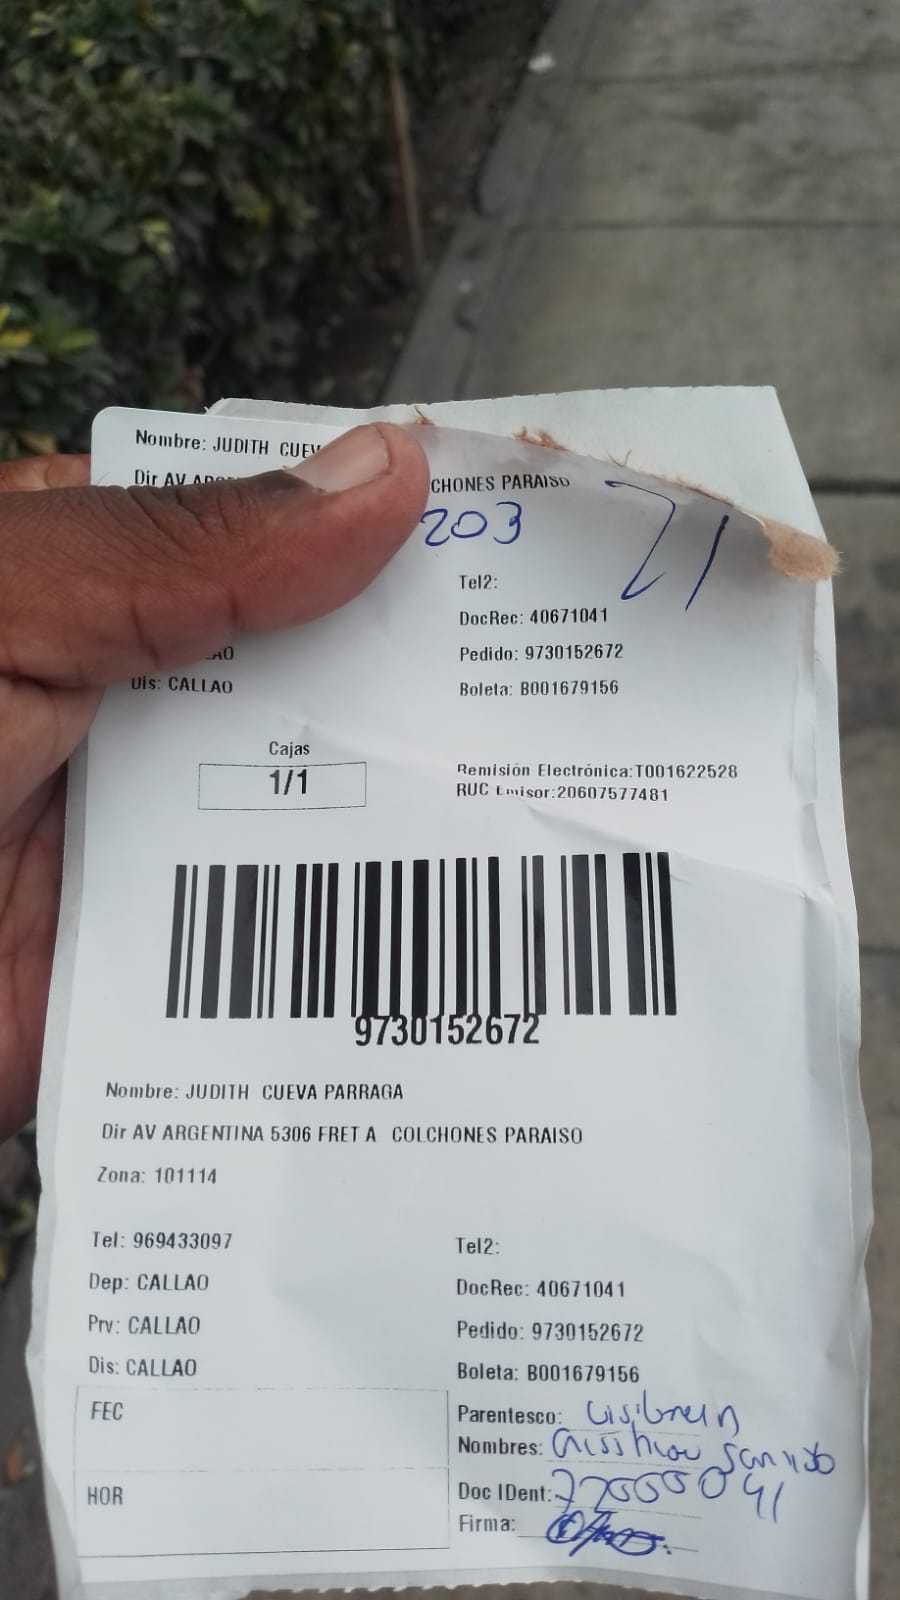 Nombre: JUDITH CUEV
Dir AV
CHONES PARAISO
203
21
Tel2:
DocRec: 40671041
Pedido: 9730152672
Dis: CALLAO
Boleta: B001679156
Cajas
1/1
Remisión Electrónica:T001622528
RUC Emisor:20607577481
9730152672
Nombre: JUDITH CUEVA PARRAGA
Dir AV ARGENTINA 5306 FRET A COLCHONES PARAISO
Zona: 101114
Tel: 969433097
Tel2:
Dep: CALLAO
DocRec: 40671041
Prv: CALLAO
Pedido: 9730152672
Dis: CALLAO
Boleta: B001679156
FEC
Parentesco:
Nombres:
HOR
Doc IDent:
Firma: